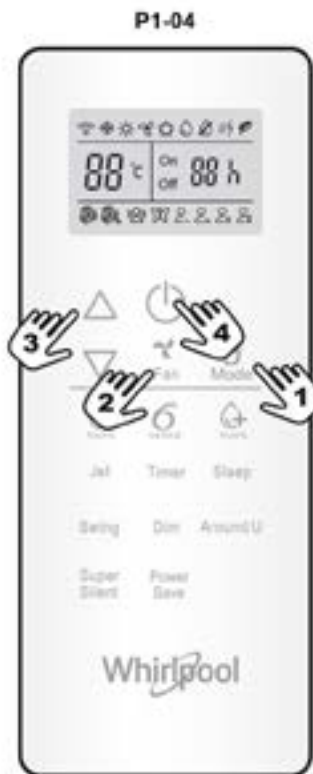 P1-04
88 °c On Off 88 h
3
4
Fan
Mode
2
1
6
Jet Timer Sleep
Swing Dim Around U
Super Silent
Power Save
Whirlpool